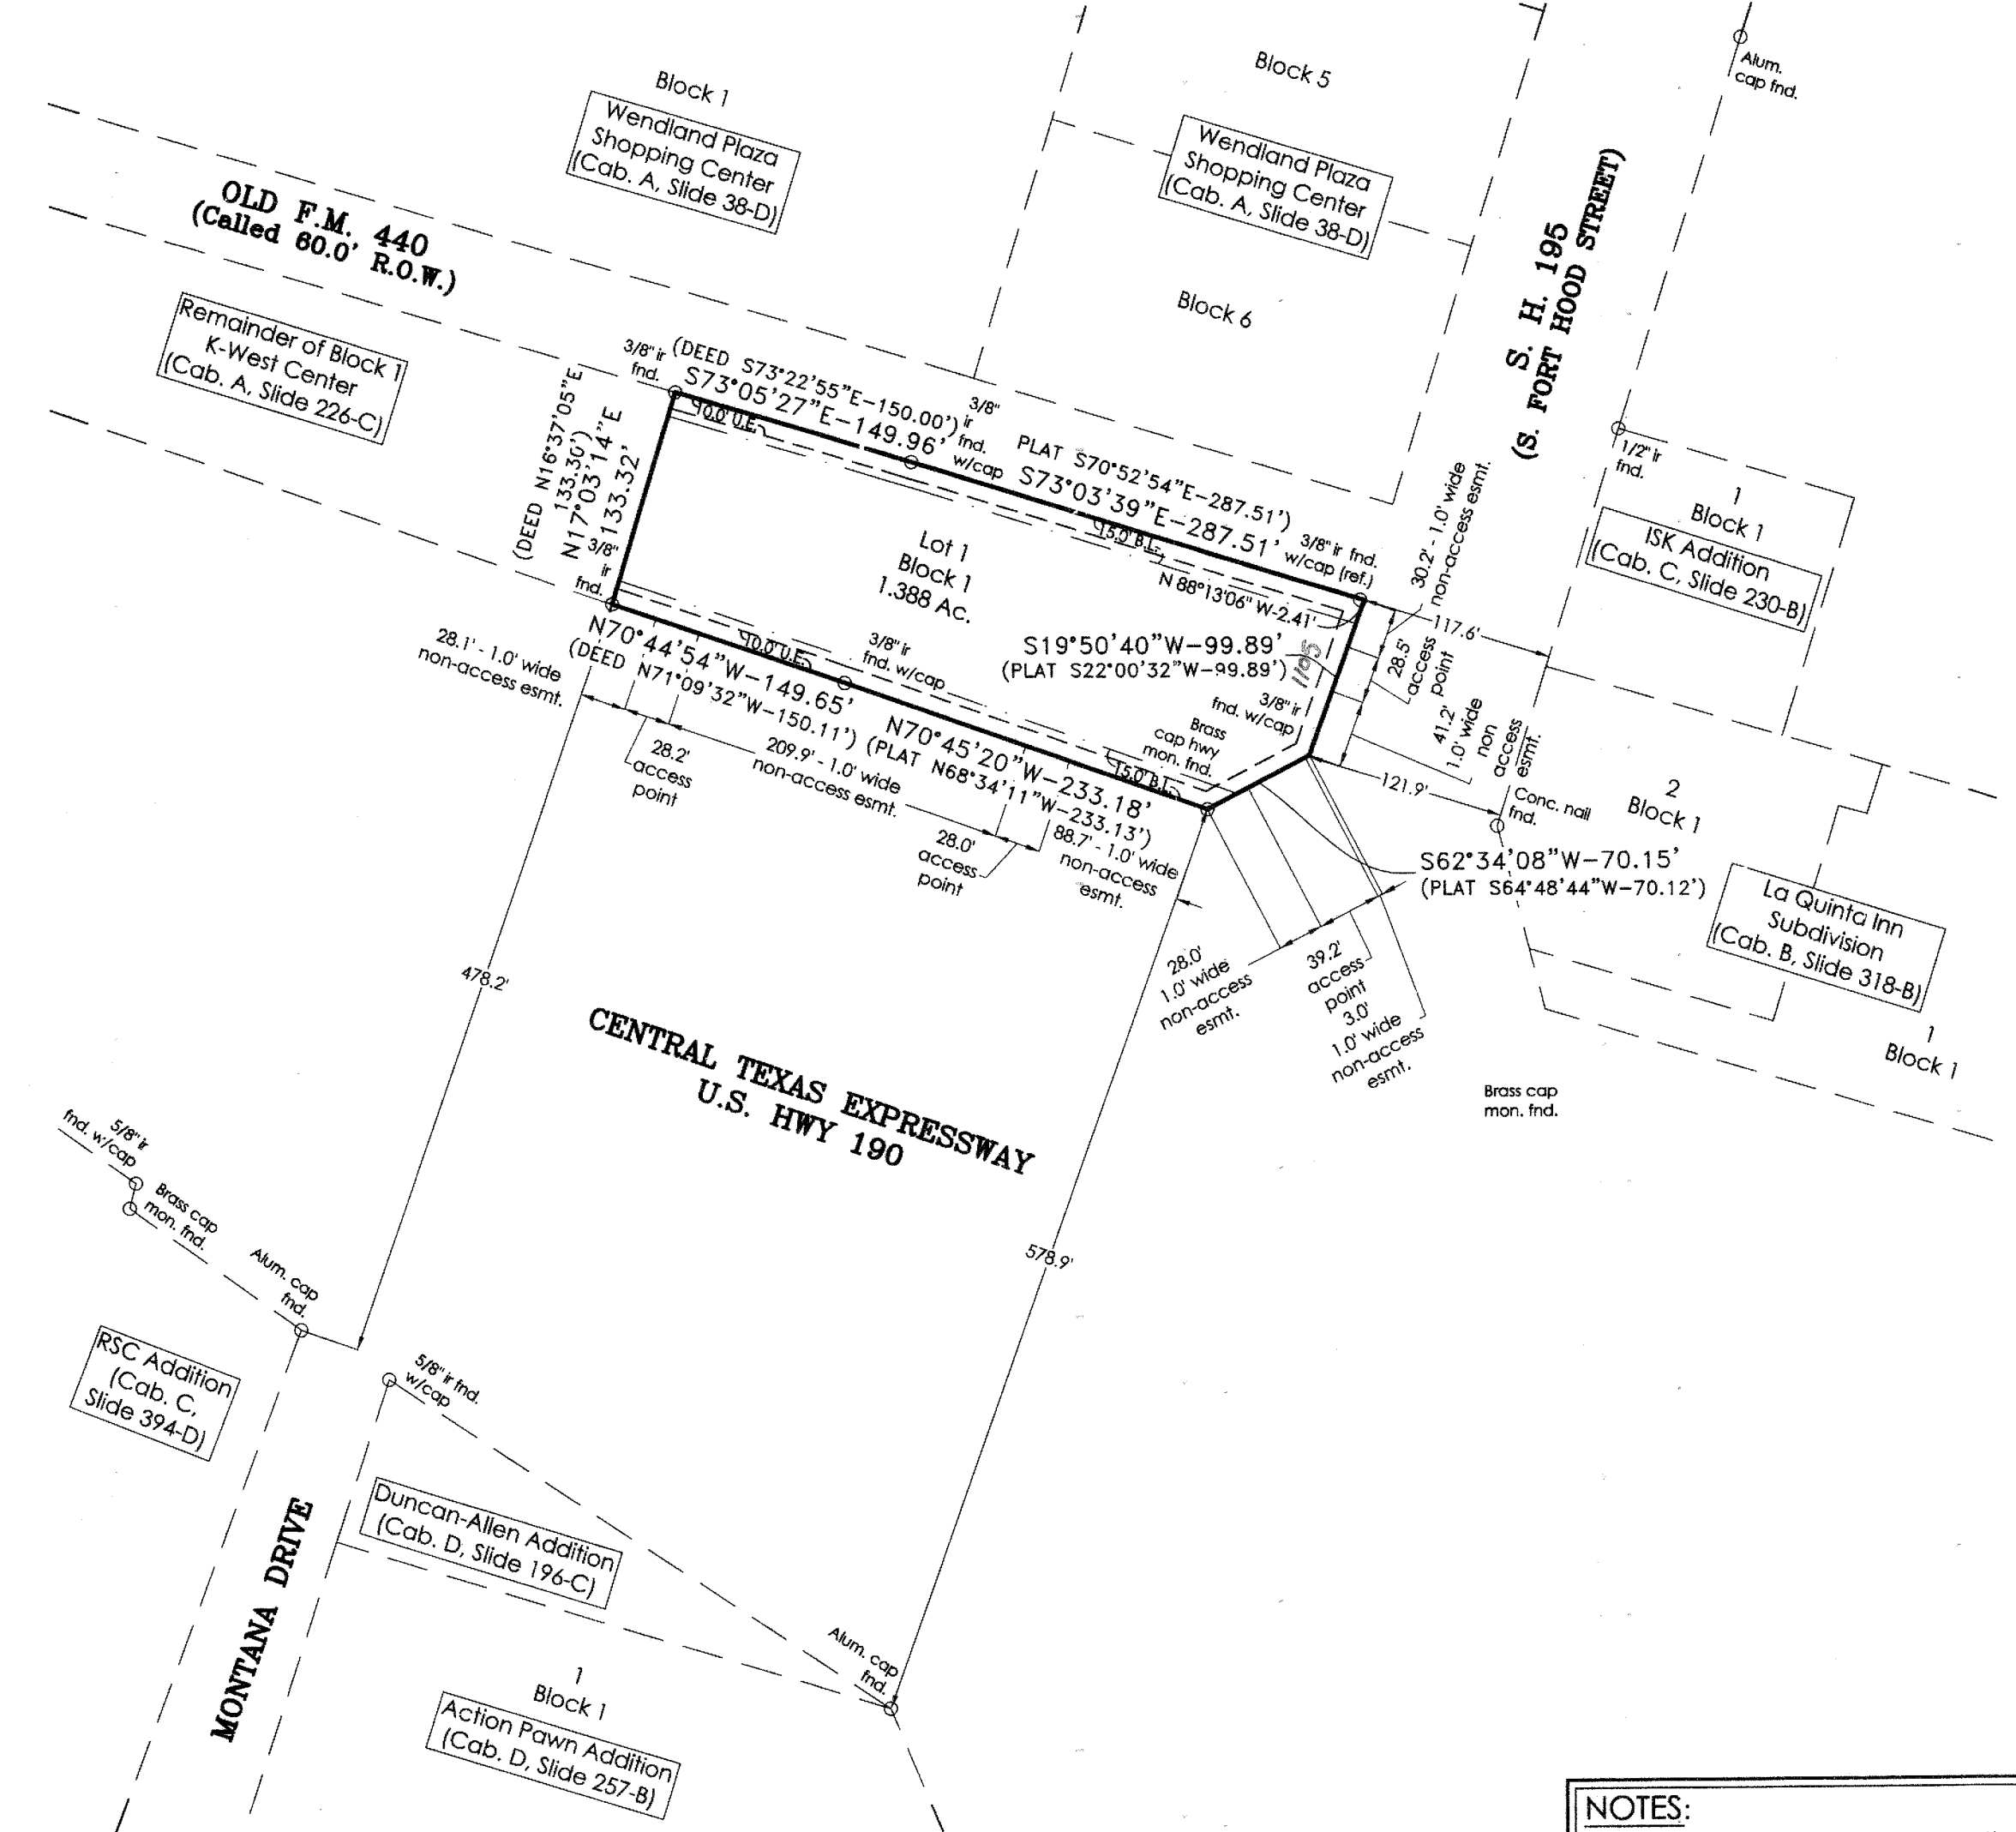 Block 1
Wendland Plaza
Shopping Center
(Cab. A, Slide 38-D)
Block 5
Wendland Plaza
Shopping Center
(Cab. A, Slide 38-D)
Block 6
Alum.
cap fnd.
S. H. 195
(S. FORT HOOD STREET)
OLD F.M. 440
(Called 60.0' R.O.W.)
Remainder of Block 1
K-West Center
(Cab. A, Slide 226-C)
3/8" ir
fnd.
(DEED S73°22'55"E-150.00')
S73°05'27"E-149.96'
3/8"
ir
fnd.
w/cap
PLAT S70°52'54"E-287.51')
S73°03'39"E-287.51'
3/8" ir fnd.
w/cap (ref.)
(DEED N16°37'05"E
133.30')
N17°03'14"E
133.32'
3/8"
ir
fnd.
10.0' U.E.
15.0' B.L.
Lot 1
Block 1
1.388 Ac.
N 88°13'06" W-2.41'
S19°50'40"W-99.89'
(PLAT S22°00'32"W-99.89')
1105
30.2' - 1.0' wide
non-access esmt.
117.6'
28.5'
access
point
41.2'
1.0' wide
non
access
esmt.
1/2" ir
fnd.
1
Block 1
ISK Addition
(Cab. C, Slide 230-B)
3/8" ir
fnd. w/cap
Brass
cap hwy
mon. fnd.
10.0' U.E.
3/8" ir
fnd. w/cap
15.0' B.L.
N70°44'54"W-149.65'
(DEED N71°09'32"W-150.11')
N70°45'20"W-233.18'
(PLAT N68°34'11"W-233.13')
28.1' - 1.0' wide
non-access esmt.
28.2'
access
point
209.9' - 1.0' wide
non-access esmt.
28.0'
access
point
88.7' - 1.0' wide
non-access
esmt.
121.9'
Conc. nail
fnd.
2
Block 1
S62°34'08"W-70.15'
(PLAT S64°48'44"W-70.12')
La Quinta Inn
Subdivision
(Cab. B, Slide 318-B)
1
Block 1
28.0'
1.0' wide
non-access
esmt.
39.2'
access
point
3.0'
1.0' wide
non-access
esmt.
Brass cap
mon. fnd.
478.2'
CENTRAL TEXAS EXPRESSWAY
U.S. HWY 190
578.9'
5/8" ir
fnd. w/cap
Brass cap
mon. fnd.
Alum. cap
fnd.
RSC Addition
(Cab. C,
Slide 394-D)
5/8" ir fnd.
w/cap
Duncan-Allen Addition
(Cab. D, Slide 196-C)
MONTANA DRIVE
Alum. cap
fnd.
1
Block 1
Action Pawn Addition
(Cab. D, Slide 257-B)
NOTES: